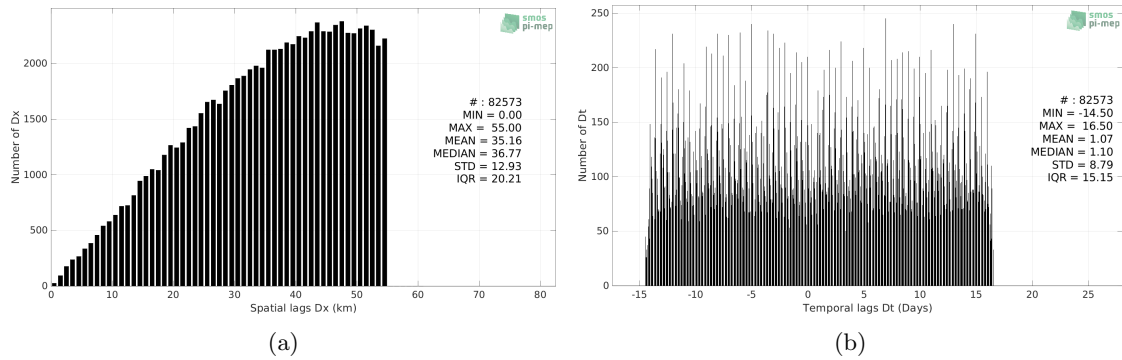 smos
pi-mep
2000
1500
1000
500
0
0 10 20 30 40 50 60 70 80
Number of Dx
Spatial lags Dx (km)
# : 82573
MIN = 0.00
MAX = 55.00
MEAN = 35.16
MEDIAN = 36.77
STD = 12.93
IQR = 20.21
(a)
smos
pi-mep
250
200
150
100
50
0
-15 -10 -5 0 5 10 15 20 25
Number of Dt
Temporal lags Dt (Days)
# : 82573
MIN = -14.50
MAX = 16.50
MEAN = 1.07
MEDIAN = 1.10
STD = 8.79
IQR = 15.15
(b)